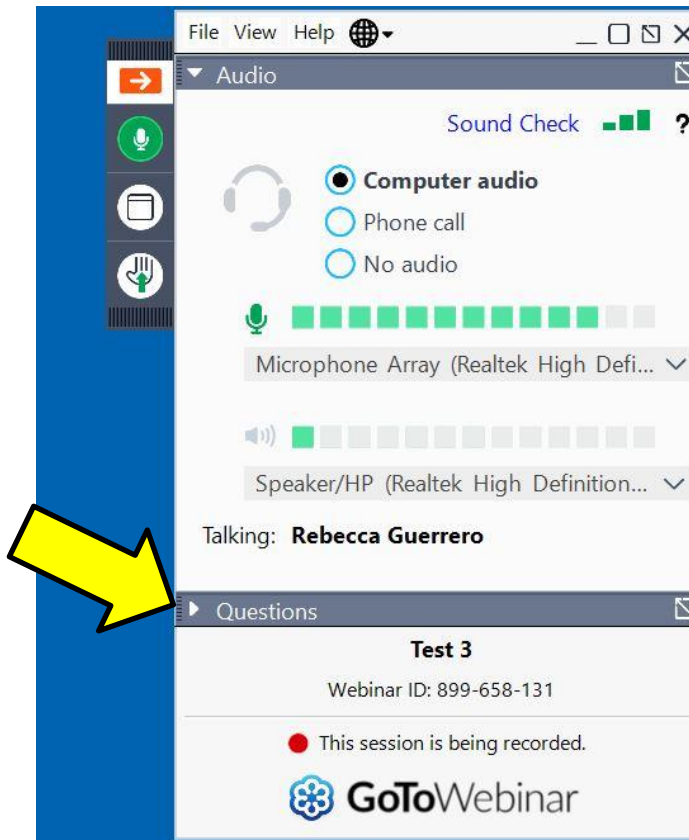 File View Help
Audio
Sound Check ?
Computer audio
Phone call
No audio
Microphone Array (Realtek High Defi...
Speaker/HP (Realtek High Definition...
Talking: Rebecca Guerrero
Questions
Test 3
Webinar ID: 899-658-131
This session is being recorded.
GoToWebinar